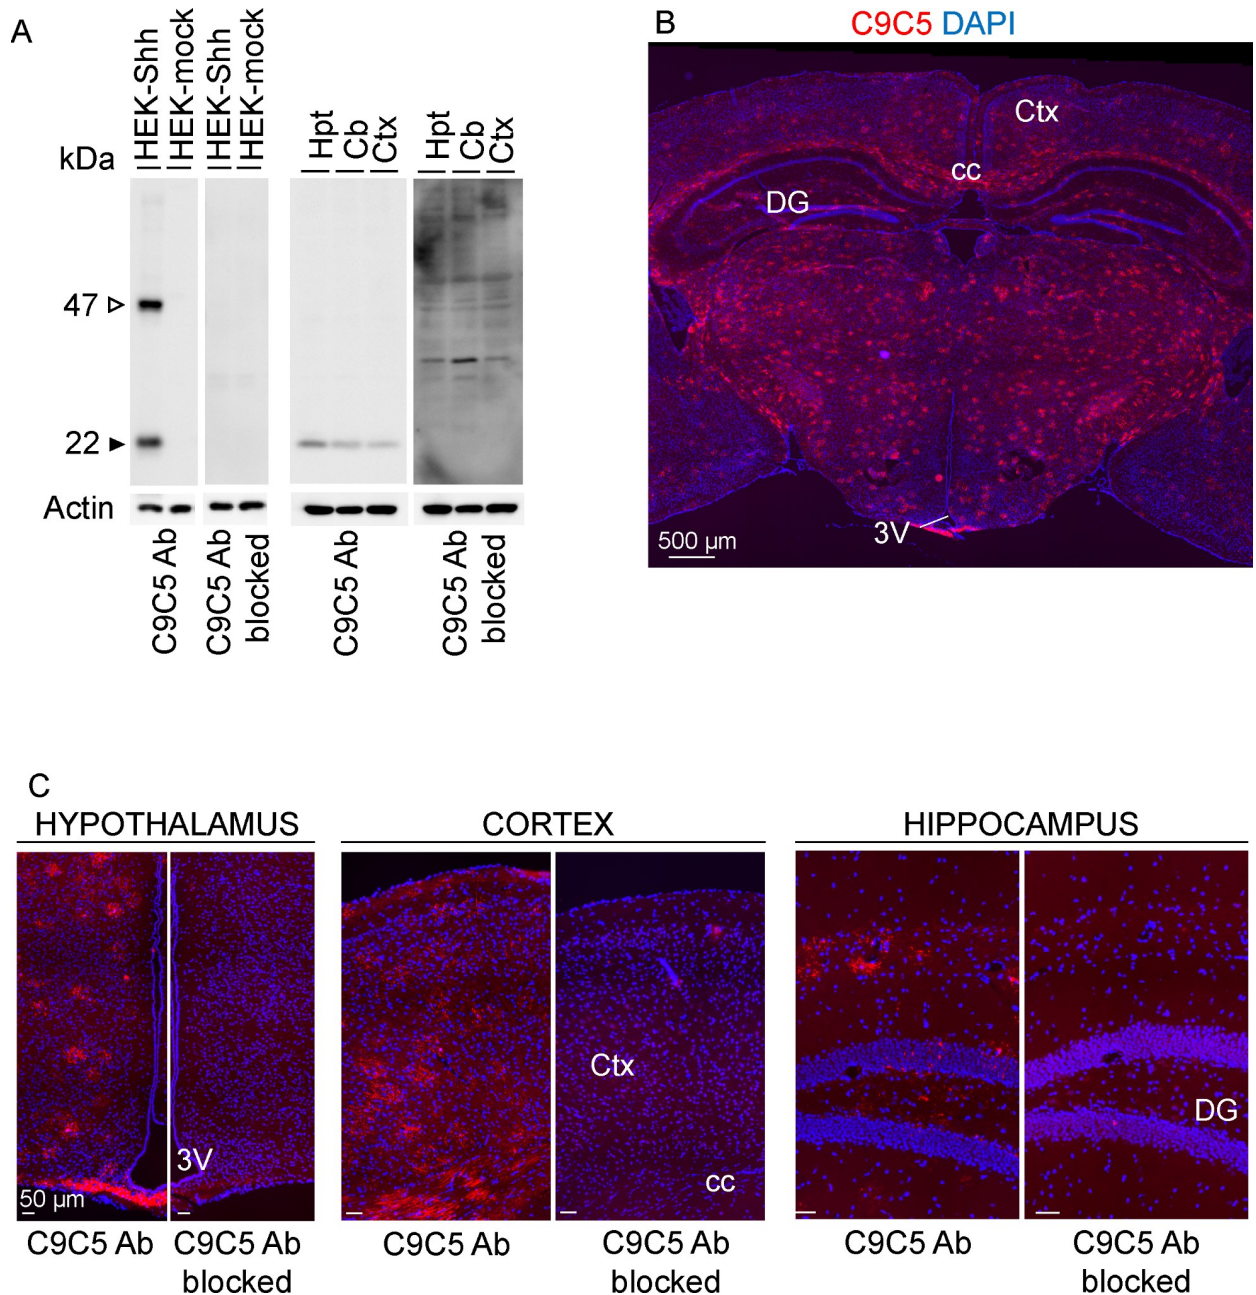 A
HEK-Shh
HEK-mock
HEK-Shh
HEK-mock
Hpt
Cb
Ctx
Hpt
Cb
Ctx
kDa
47
22
Actin
C9C5 Ab
C9C5 Ab
blocked
C9C5 Ab
C9C5 Ab
blocked
B
C9C5 DAPI
Ctx
cc
DG
3V
500 µm
C
HYPOTHALAMUS
CORTEX
HIPPOCAMPUS
Ctx
DG
3V
cc
50 µm
C9C5 Ab
C9C5 Ab
blocked
C9C5 Ab
C9C5 Ab
blocked
C9C5 Ab
C9C5 Ab
blocked